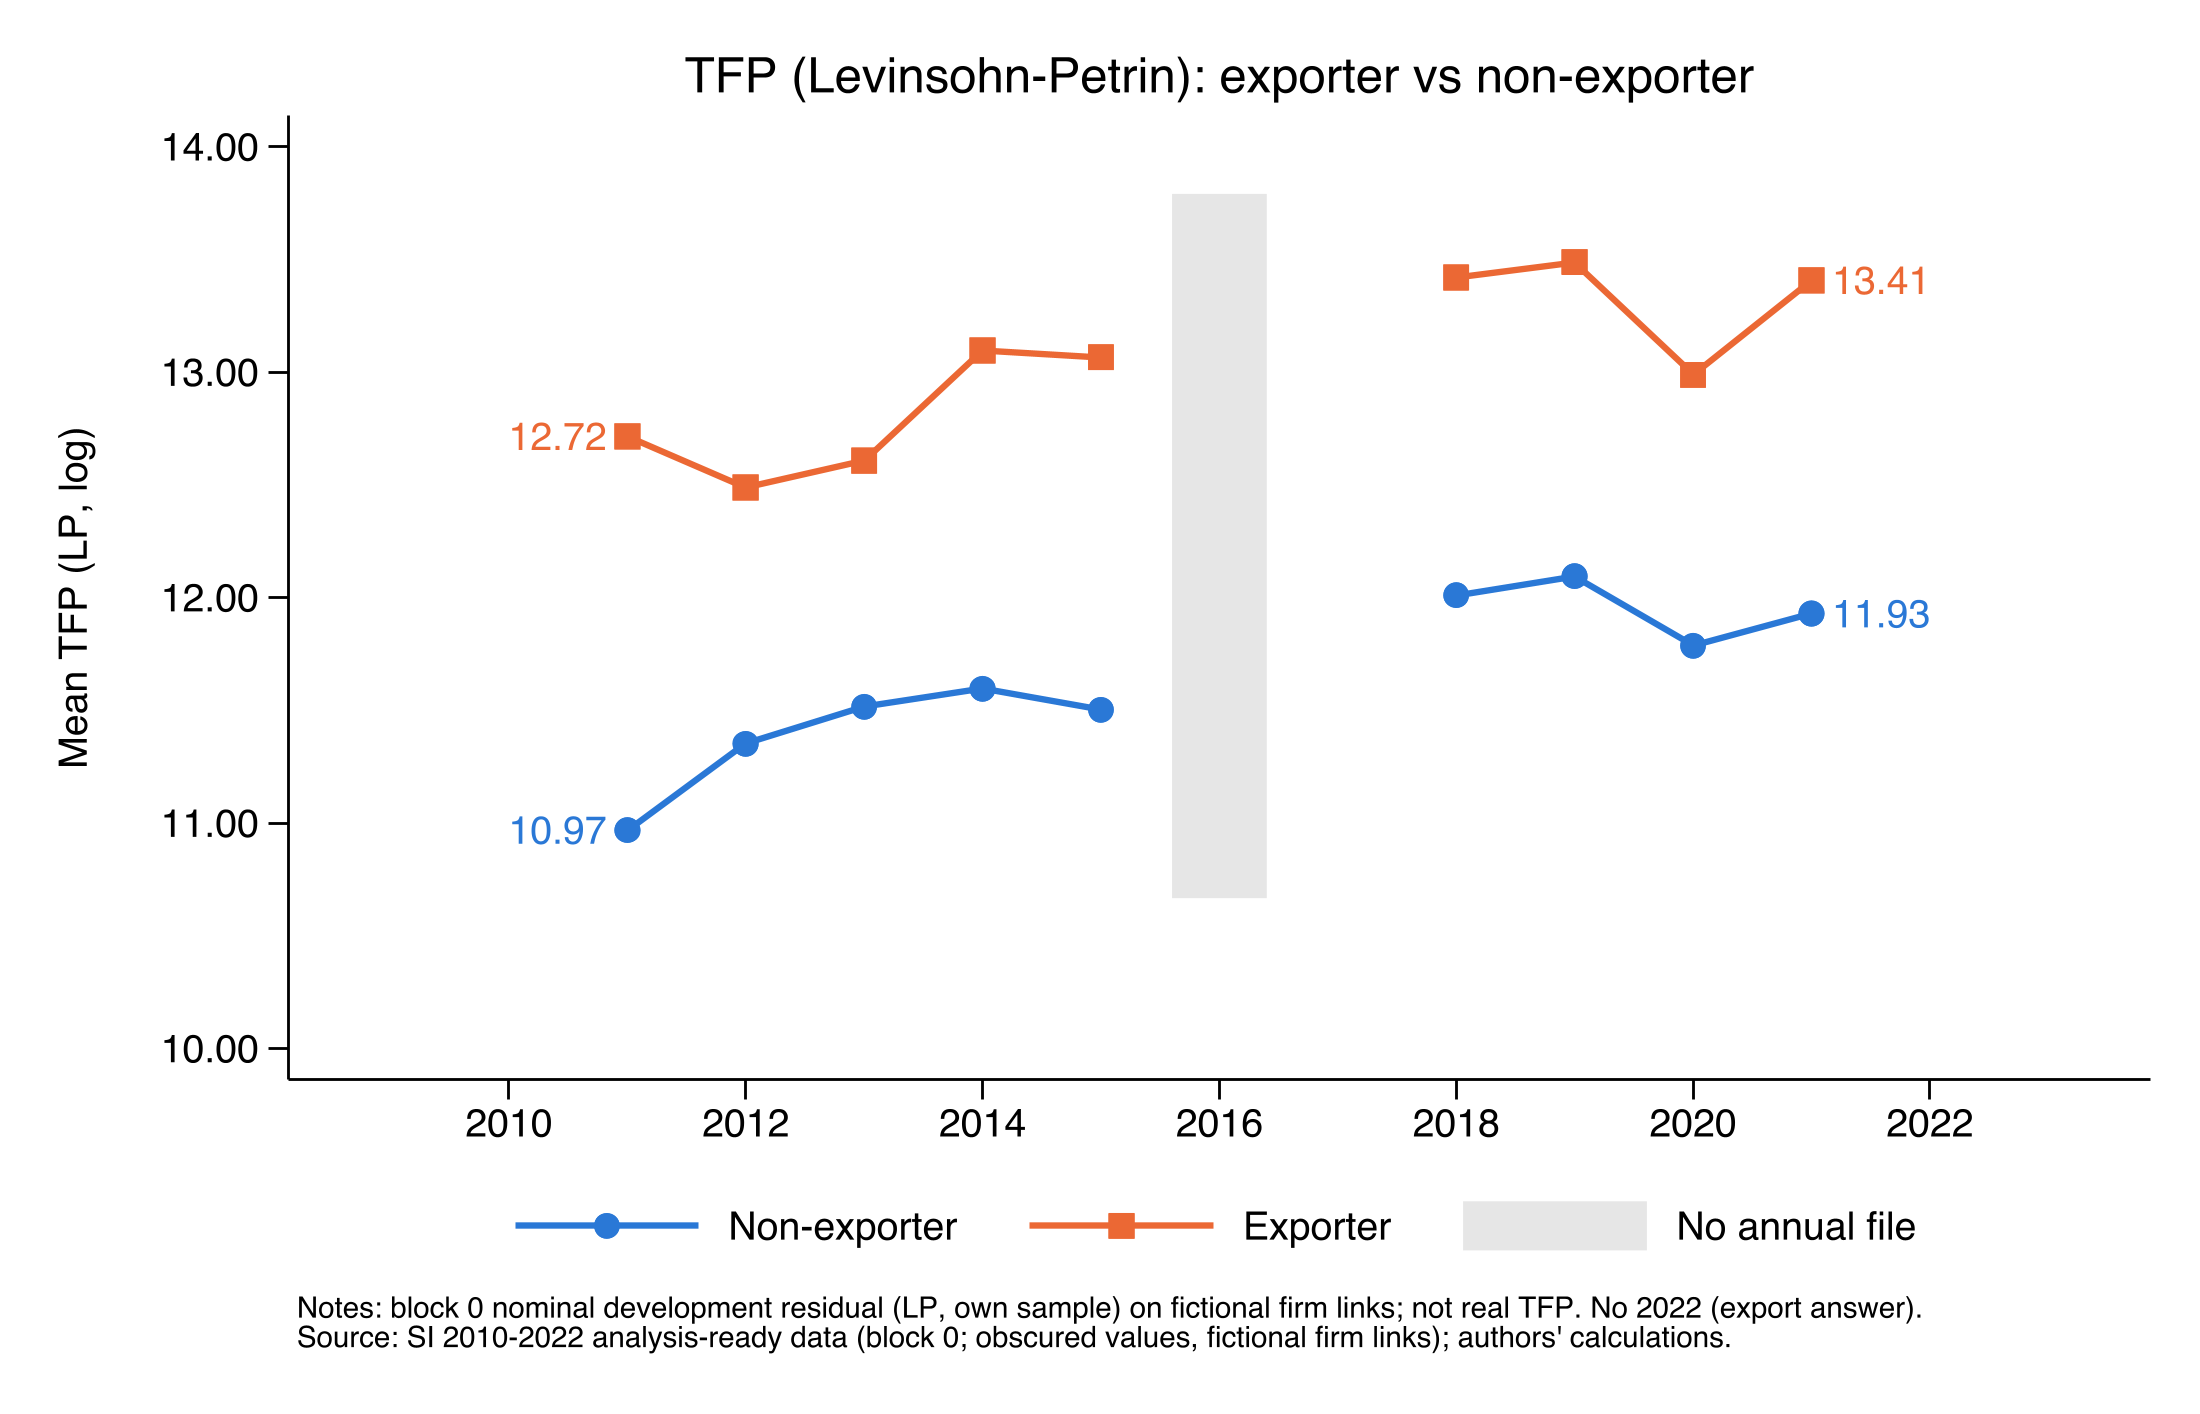 TFP (Levinsohn-Petrin): exporter vs non-exporter
Mean TFP (LP, log)
14.00
13.00
12.00
11.00
10.00
12.72
13.41
10.97
11.93
2010 2012 2014 2016 2018 2020 2022
Non-exporter Exporter No annual file
Notes: block 0 nominal development residual (LP, own sample) on fictional firm links; not real TFP. No 2022 (export answer).
Source: SI 2010-2022 analysis-ready data (block 0; obscured values, fictional firm links); authors' calculations.